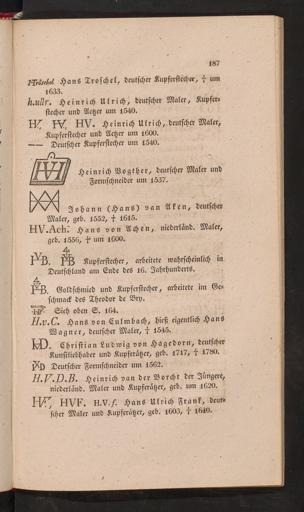 187
HTroschel Hans Troschel, deutscher Kupferstecher, † um
1633.
h.ullr. Heinrich Ulrich, deutscher Maler, Kupfer-
stecher und Aetzer um 1540.
HV. HV. Heinrich Ulrich, deutscher Maler,
Kupferstecher und Aetzer um 1600.
—— Deutscher Kupferstecher um 1540.
HV Heinrich Vogther, deutscher Maler und
Formschneider um 1537.
Johann (Hans) van Aken, deutscher
Maler, geb. 1552, † 1615.
HV.Ach. Hans von Achen, niederländ. Maler,
geb. 1556, † um 1600.
B. B Kupferstecher, arbeitete wahrscheinlich in
Deutschland am Ende des 16. Jahrhunderts.
B. Goldschmied und Kupferstecher, arbeitete im Ge-
schmack des Theodor de Bry.
Sieh oben S. 164.
H.v.C. Hans von Culmbach, hieß eigentlich Hans
Wagner, deutscher Maler, † 1545.
D. Christian Ludwig von Hagedorn, deutscher
Kunstliebhaber und Kupferätzer, geb. 1717, † 1780.
D Deutscher Formschneider um 1562.
H.V.D.B. Heinrich van der Borcht der Jüngere,
niederländ. Maler und Kupferätzer, geb. um 1620.
HVF. H.V.f. Hans Ulrich Frank, deut-
scher Maler und Kupferätzer, geb. 1603, † 1640.